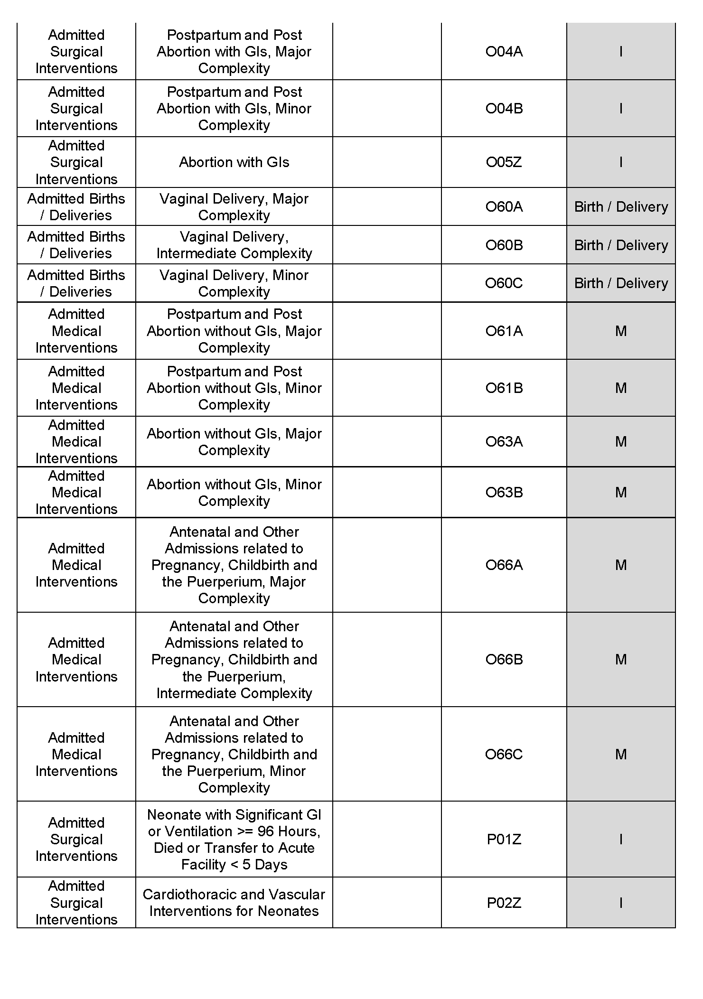 Admitted
Surgical
Interventions
Postpartum and Post
Abortion with GIs, Major
Complexity
O04A
I
Admitted
Surgical
Interventions
Postpartum and Post
Abortion with GIs, Minor
Complexity
O04B
I
Admitted
Surgical
Interventions
Abortion with GIs
O05Z
I
Admitted Births
/ Deliveries
Vaginal Delivery, Major
Complexity
O60A
Birth / Delivery
Admitted Births
/ Deliveries
Vaginal Delivery,
Intermediate Complexity
O60B
Birth / Delivery
Admitted Births
/ Deliveries
Vaginal Delivery, Minor
Complexity
O60C
Birth / Delivery
Admitted
Medical
Interventions
Postpartum and Post
Abortion without GIs, Major
Complexity
O61A
M
Admitted
Medical
Interventions
Postpartum and Post
Abortion without GIs, Minor
Complexity
O61B
M
Admitted
Medical
Interventions
Abortion without GIs, Major
Complexity
O63A
M
Admitted
Medical
Interventions
Abortion without GIs, Minor
Complexity
O63B
M
Admitted
Medical
Interventions
Antenatal and Other
Admissions related to
Pregnancy, Childbirth and
the Puerperium, Major
Complexity
O66A
M
Admitted
Medical
Interventions
Antenatal and Other
Admissions related to
Pregnancy, Childbirth and
the Puerperium,
Intermediate Complexity
O66B
M
Admitted
Medical
Interventions
Antenatal and Other
Admissions related to
Pregnancy, Childbirth and
the Puerperium, Minor
Complexity
O66C
M
Admitted
Surgical
Interventions
Neonate with Significant GI
or Ventilation >= 96 Hours,
Died or Transfer to Acute
Facility < 5 Days
P01Z
I
Admitted
Surgical
Interventions
Cardiothoracic and Vascular
Interventions for Neonates
P02Z
I